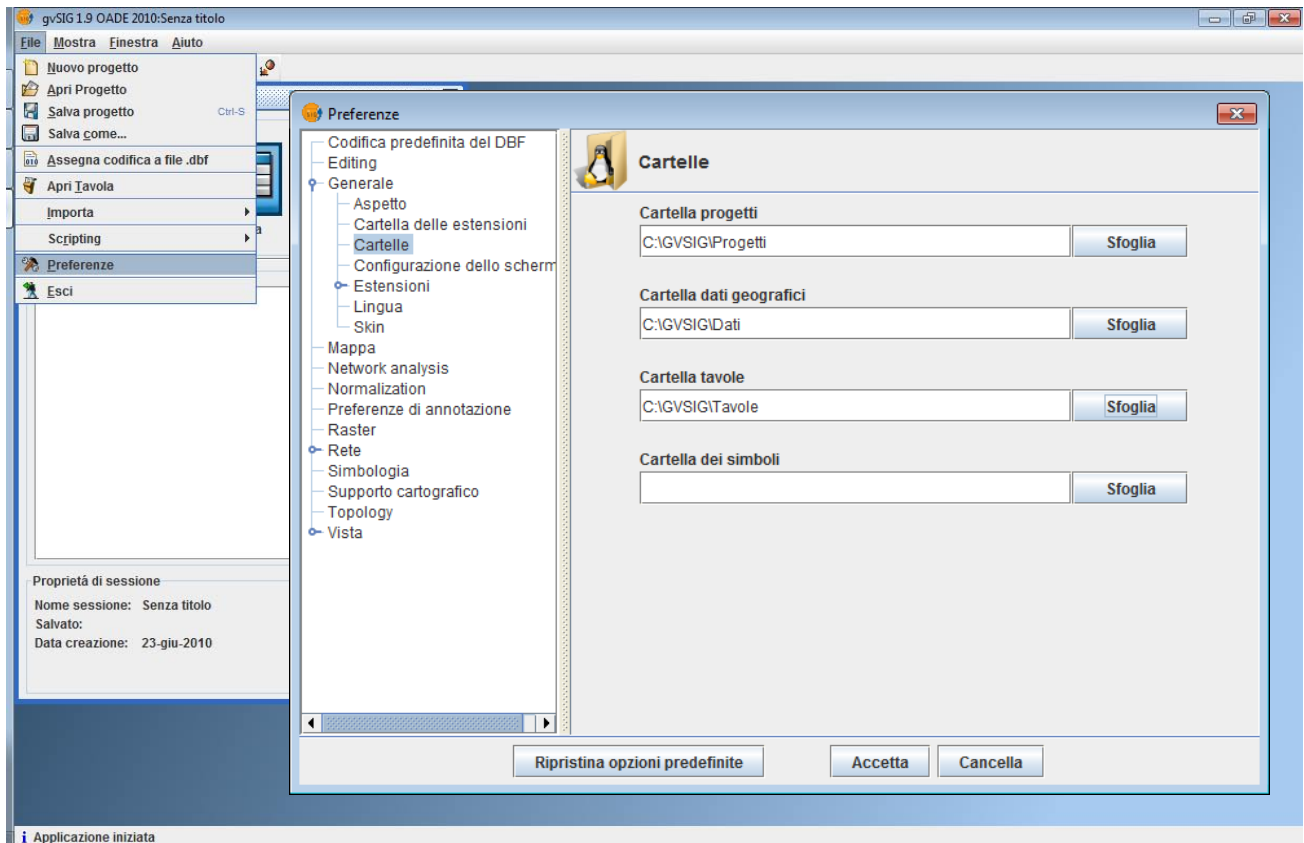 gvSIG 1.9 OADE 2010:Senza titolo
File Mostra Finestra Aiuto
Nuovo progetto
Apri Progetto
Salva progetto Ctrl-S
Salva come...
Assegna codifica a file .dbf
Apri Tavola
Importa
Scripting
Preferenze
Esci
Proprietá di sessione
Nome sessione: Senza titolo
Salvato:
Data creazione: 23-giu-2010
Preferenze
Codifica predefinita del DBF
Editing
Generale
Aspetto
Cartella delle estensioni
Cartelle
Configurazione dello scherm
Estensioni
Lingua
Skin
Mappa
Network analysis
Normalization
Preferenze di annotazione
Raster
Rete
Simbologia
Supporto cartografico
Topology
Vista
Cartelle
Cartella progetti
C:\GVSIG\Progetti Sfoglia
Cartella dati geografici
C:\GVSIG\Dati Sfoglia
Cartella tavole
C:\GVSIG\Tavole Sfoglia
Cartella dei simboli
Sfoglia
Ripristina opzioni predefinite Accetta Cancella
Applicazione iniziata